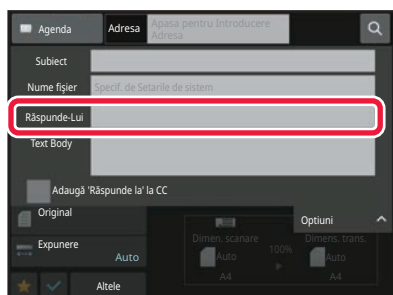 Agenda
Adresa
Apasa pentru Introducere
Adresa
Subiect
Nume fișier
Specif. de Setarile de sistem
Răspunde-Lui
Text Body
Adaugă 'Răspunde la' la CC
Original
Optiuni
Expunere
Auto
Dimen. scanare
100%
Dimens. trans.
Auto
Auto
A4
A4
Altele